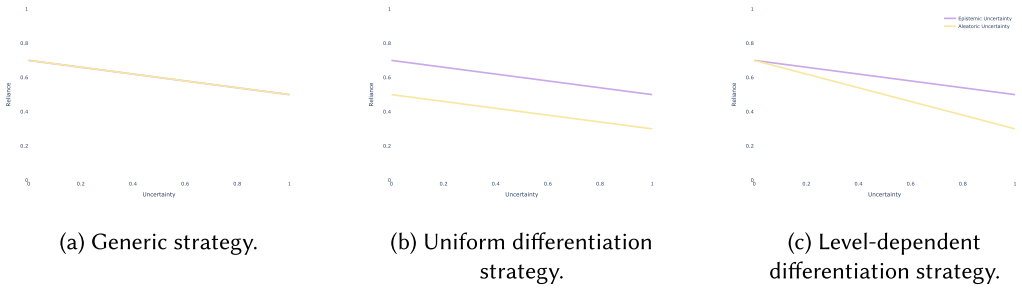 1
0.8
0.6
0.4
0.2
0
Reliance
0
0.2
0.4
0.6
0.8
1
Uncertainty
(a) Generic strategy.
1
0.8
0.6
0.4
0.2
0
Reliance
0
0.2
0.4
0.6
0.8
1
Uncertainty
(b) Uniform differentiation
strategy.
1
0.8
0.6
0.4
0.2
0
Reliance
0
0.2
0.4
0.6
0.8
1
Uncertainty
Epistemic Uncertainty
Aleatoric Uncertainty
(c) Level-dependent
differentiation strategy.